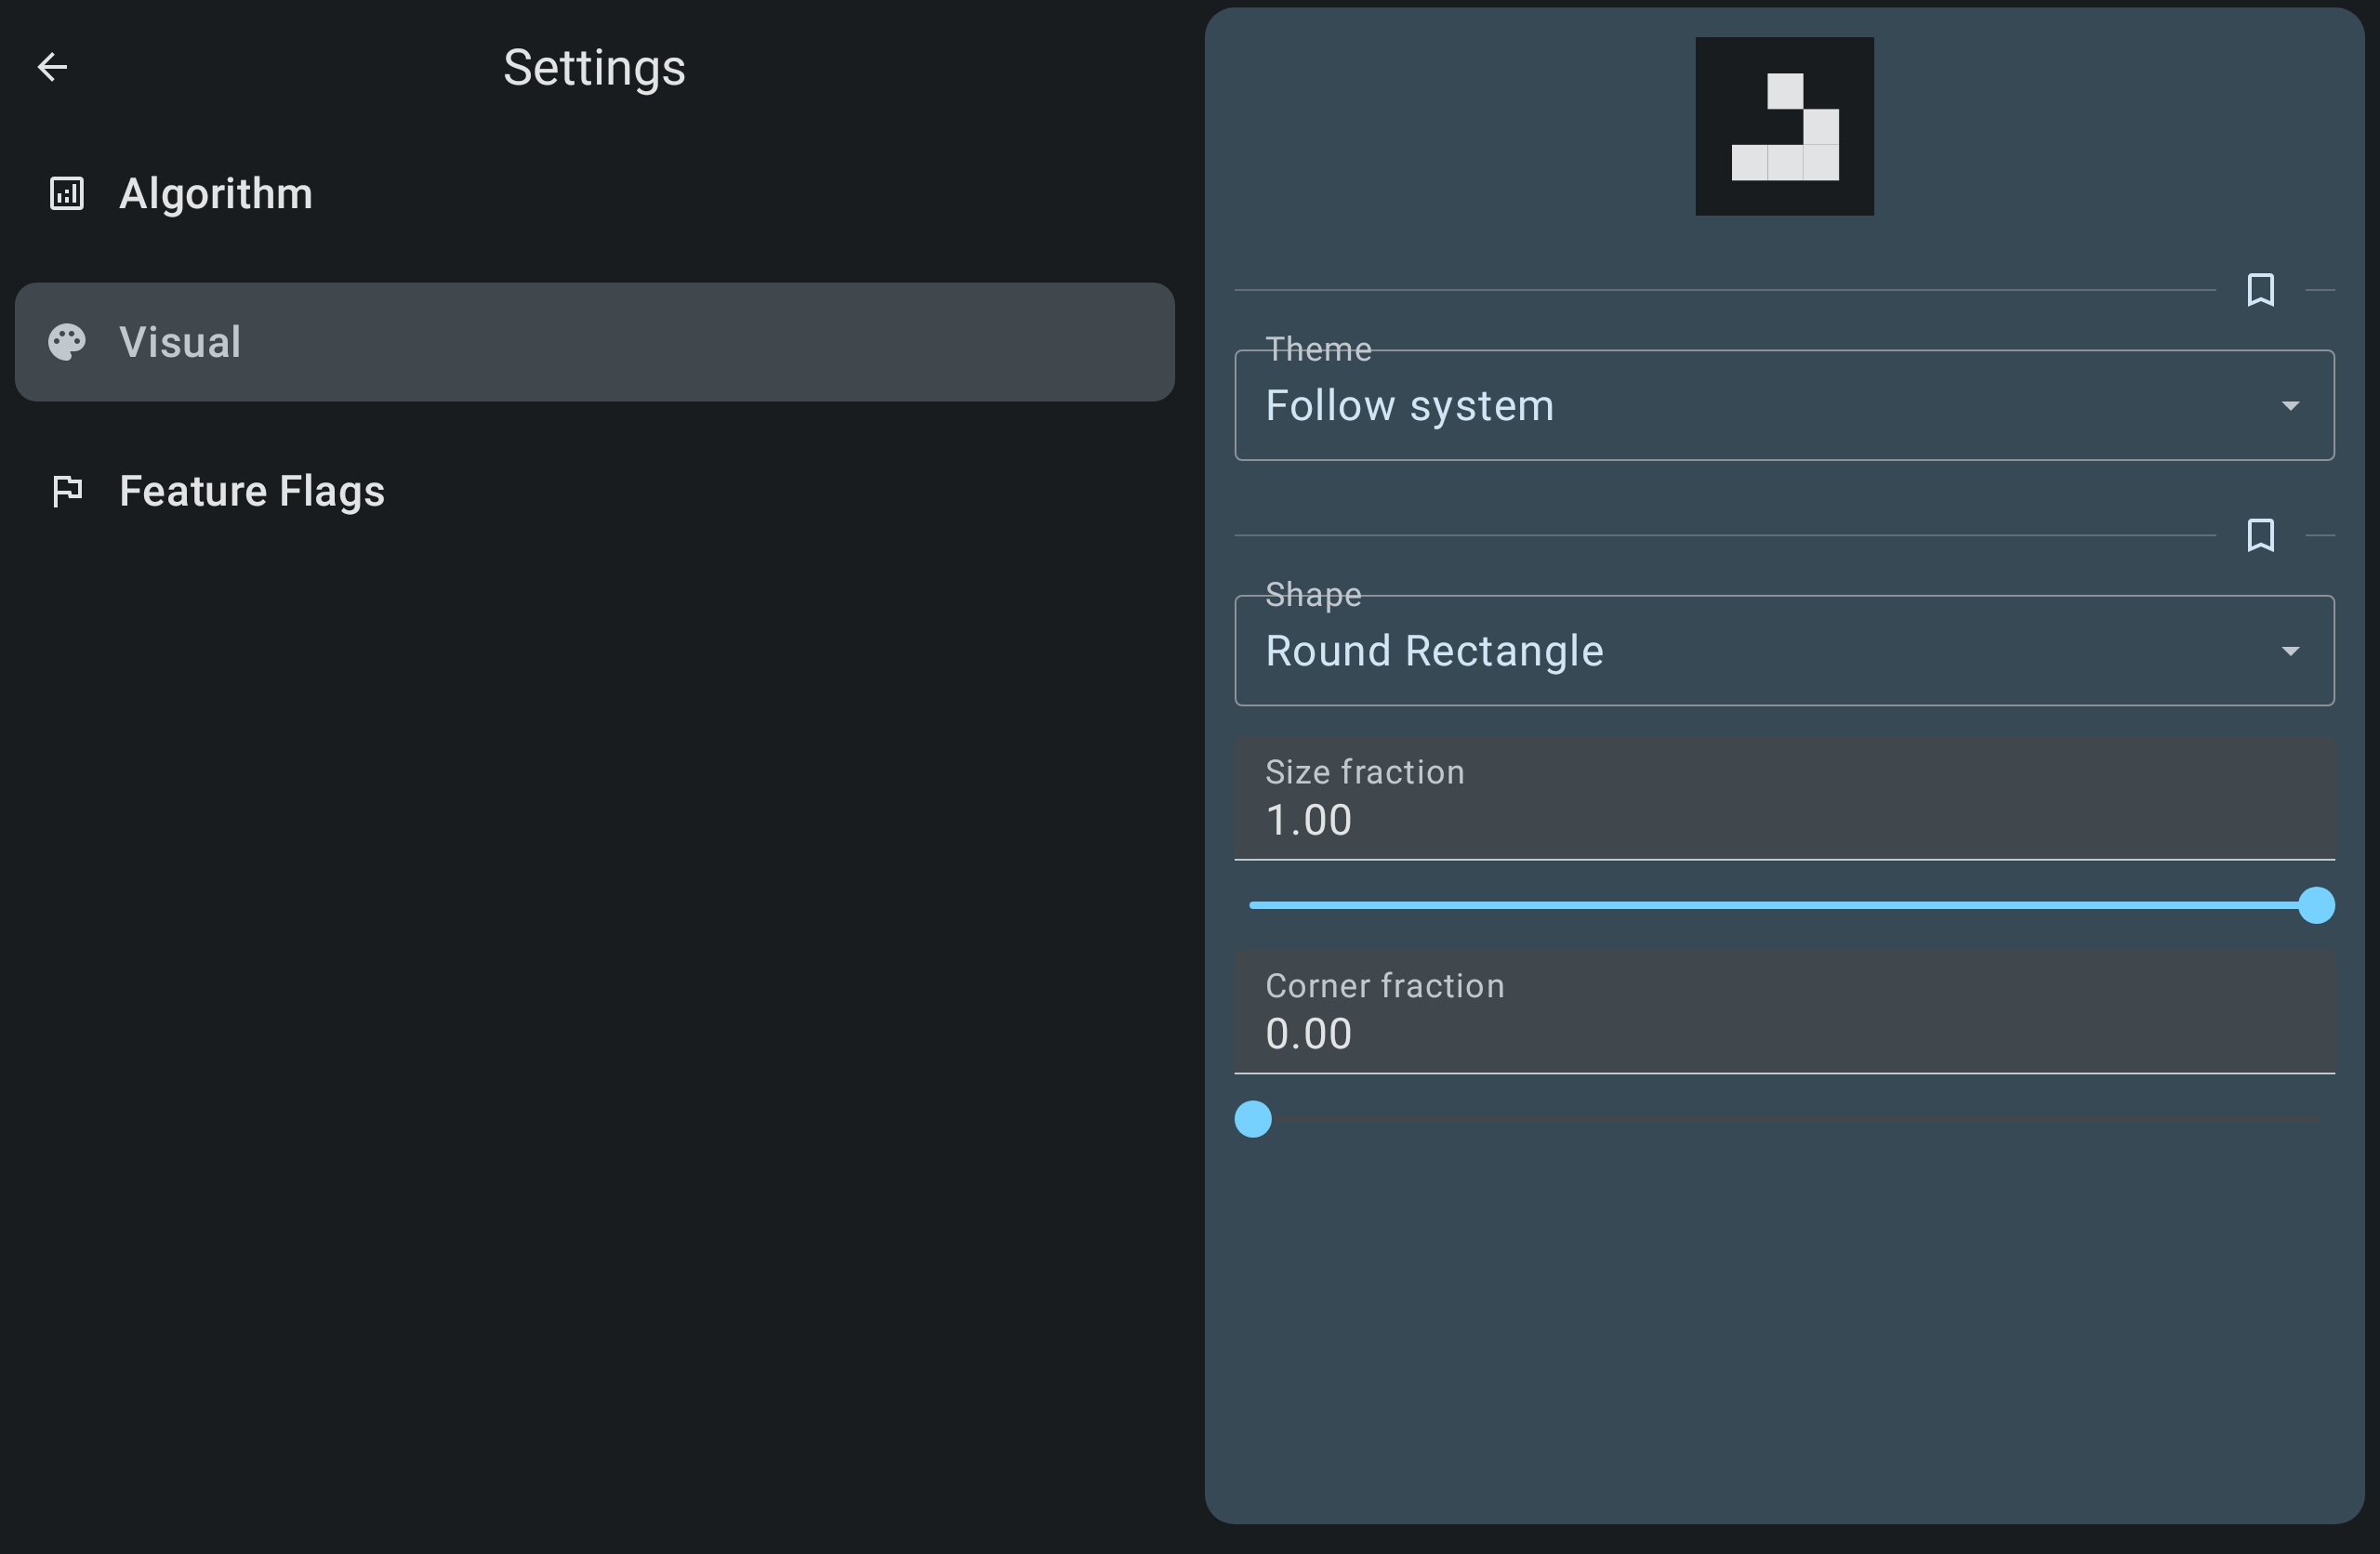 Settings
Algorithm
Visual
Feature Flags
Theme
Follow system
Shape
Round Rectangle
Size fraction
1.00
Corner fraction
0.00